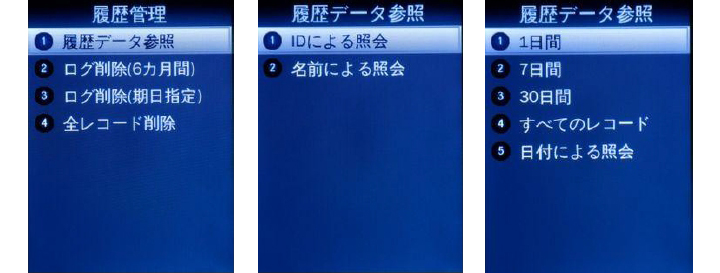 履歴管理
1 履歴データ参照
2 ログ削除(6カ月間)
3 ログ削除(期日指定)
4 全レコード削除
履歴データ参照
1 IDによる照会
2 名前による照会
履歴データ参照
1 1日間
2 7日間
3 30日間
4 すべてのレコード
5 日付による照会